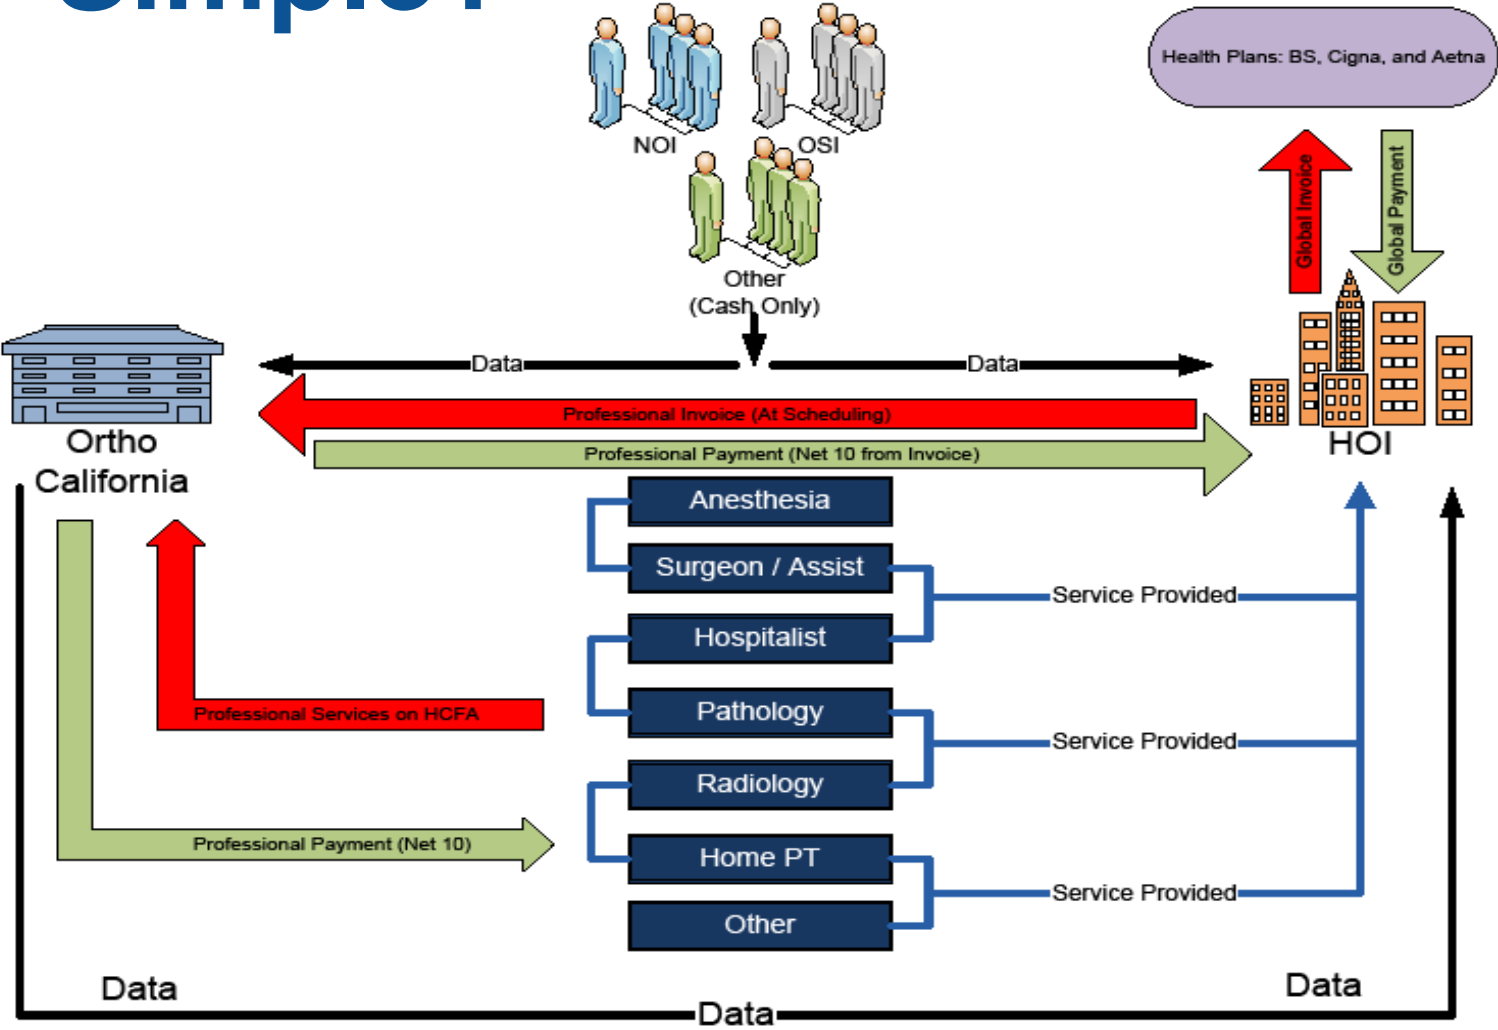 Health Plans: BS, Cigna, and Aetna
NOI
OSI
Global Invoice
Global Payment
Other
(Cash Only)
Data
Data
Professional Invoice (At Scheduling)
Professional Payment (Net 10 from Invoice)
Ortho
California
HOI
Anesthesia
Surgeon / Assist
Service Provided
Hospitalist
Professional Services on HCFA
Pathology
Service Provided
Radiology
Professional Payment (Net 10)
Home PT
Service Provided
Other
Data
Data
Data